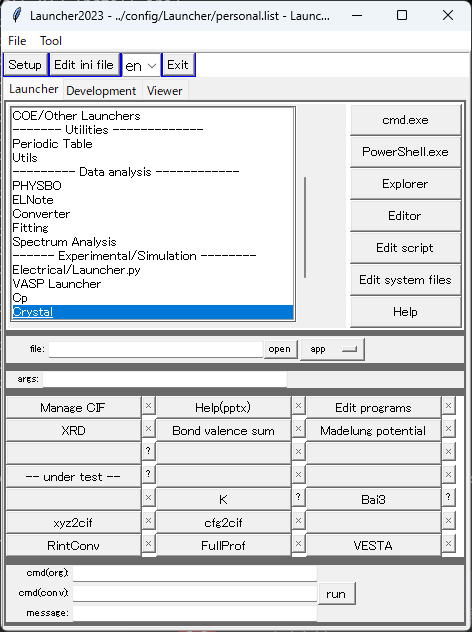 Launcher2023 - ../config/Launcher/personal.list - Launc...
File Tool
Setup Edit ini file en Exit
Launcher Development Viewer
COE/Other Launchers
------- Utilities -------------
Periodic Table
Utils
--------- Data analysis ------------
PHYSBO
ELNote
Converter
Fitting
Spectrum Analysis
------ Experimental/Simulation --------
Electrical/Launcher.py
VASP Launcher
Cp
Crystal
cmd.exe
PowerShell.exe
Explorer
Editor
Edit script
Edit system files
Help
file: open app
args:
Manage CIF × Help(pptx) × Edit programs ×
XRD × Bond valence sum × Madelung potential ×
? × ×
-- under test -- ? × ×
× K ? Bai3 ?
xyz2cif × cfg2cif × ×
RintConv × FullProf × VESTA ×
cmd(org):
cmd(conv): run
message: